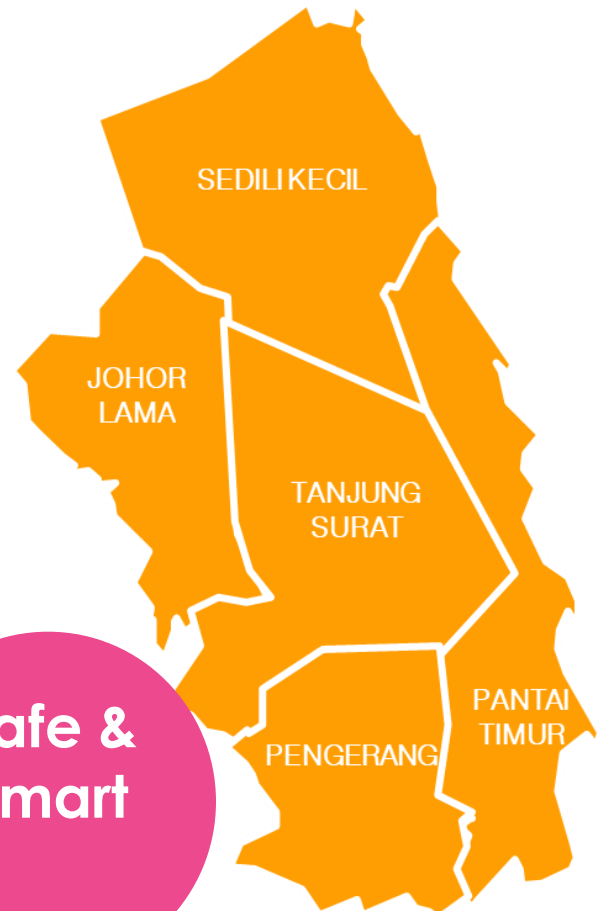 SEDILI KECIL
JOHOR
LAMA
TANJUNG
SURAT
PANTAI
TIMUR
PENGERANG
afe &
mart